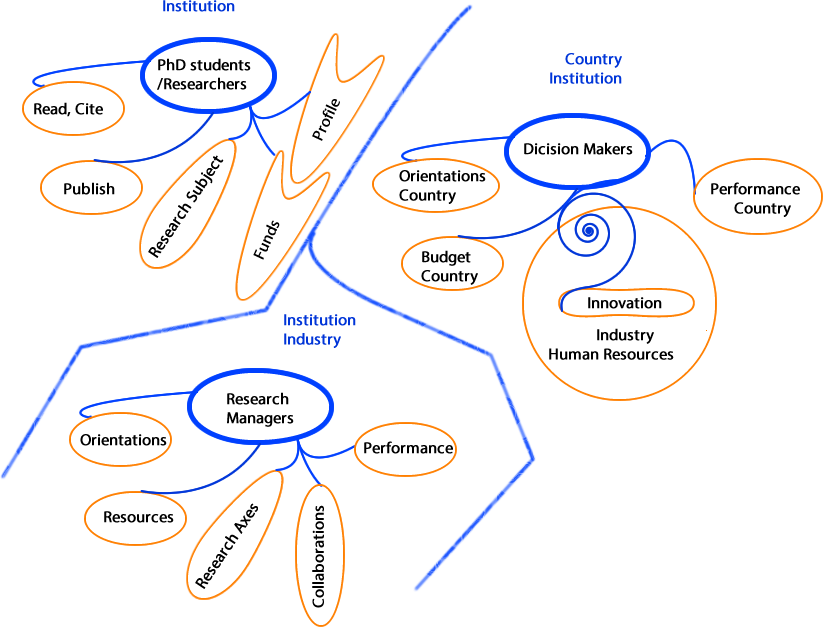 Institution
PhD students
/Researchers
Read, Cite
Publish
Research Subject
Funds
Profile
Country
Institution
Dicision Makers
Orientations
Country
Performance
Country
Budget
Country
Innovation
Industry
Human Resources
Institution
Industry
Research
Managers
Orientations
Performance
Resources
Research Axes
Collaborations